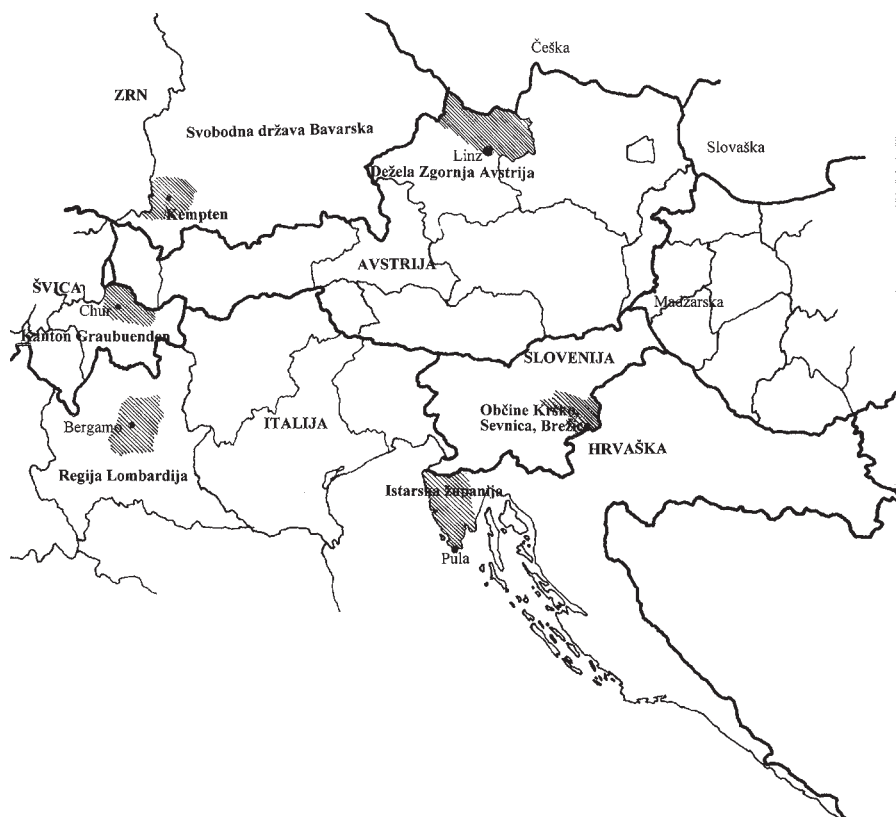 Češka
ZRN
Svobodna država Bavarska
Linz
Slovaška
Dežela Zgornja Avstrija
Kempten
AVSTRIJA
ŠVICA
Chur
Madžarska
Kanton Graubuenden
SLOVENIJA
Občine Krško,
Sevnica, Brežice
Bergamo
ITALIJA
HRVAŠKA
Regija Lombardija
Istarska županija
Pula